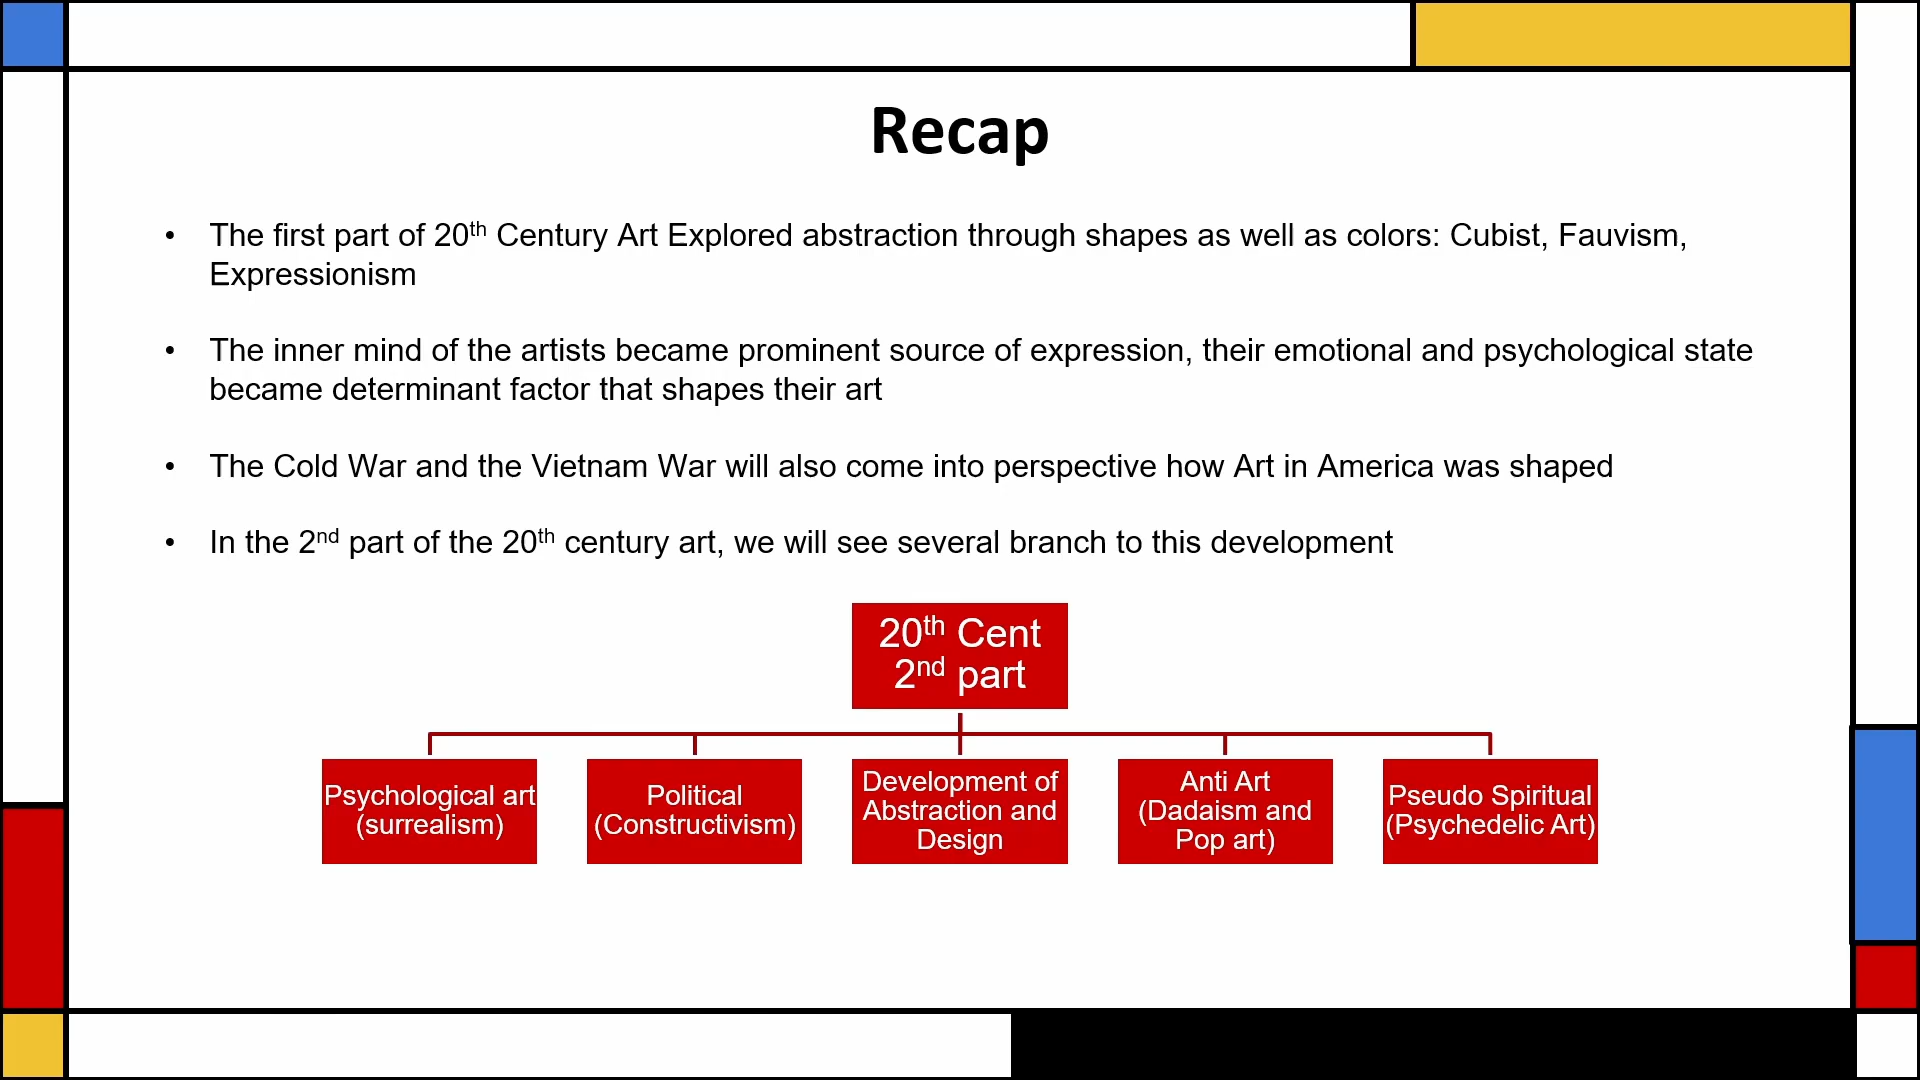 Recap
• The first part of 20th Century Art Explored abstraction through shapes as well as colors: Cubist, Fauvism,
Expressionism
• The inner mind of the artists became prominent source of expression, their emotional and psychological state
became determinant factor that shapes their art
• The Cold War and the Vietnam War will also come into perspective how Art in America was shaped
• In the 2nd part of the 20th century art, we will see several branch to this development
20th Cent
2nd part
Psychological art
(surrealism)
Political
(Constructivism)
Development of
Abstraction and
Design
Anti Art
(Dadaism and
Pop art)
Pseudo Spiritual
(Psychedelic Art)